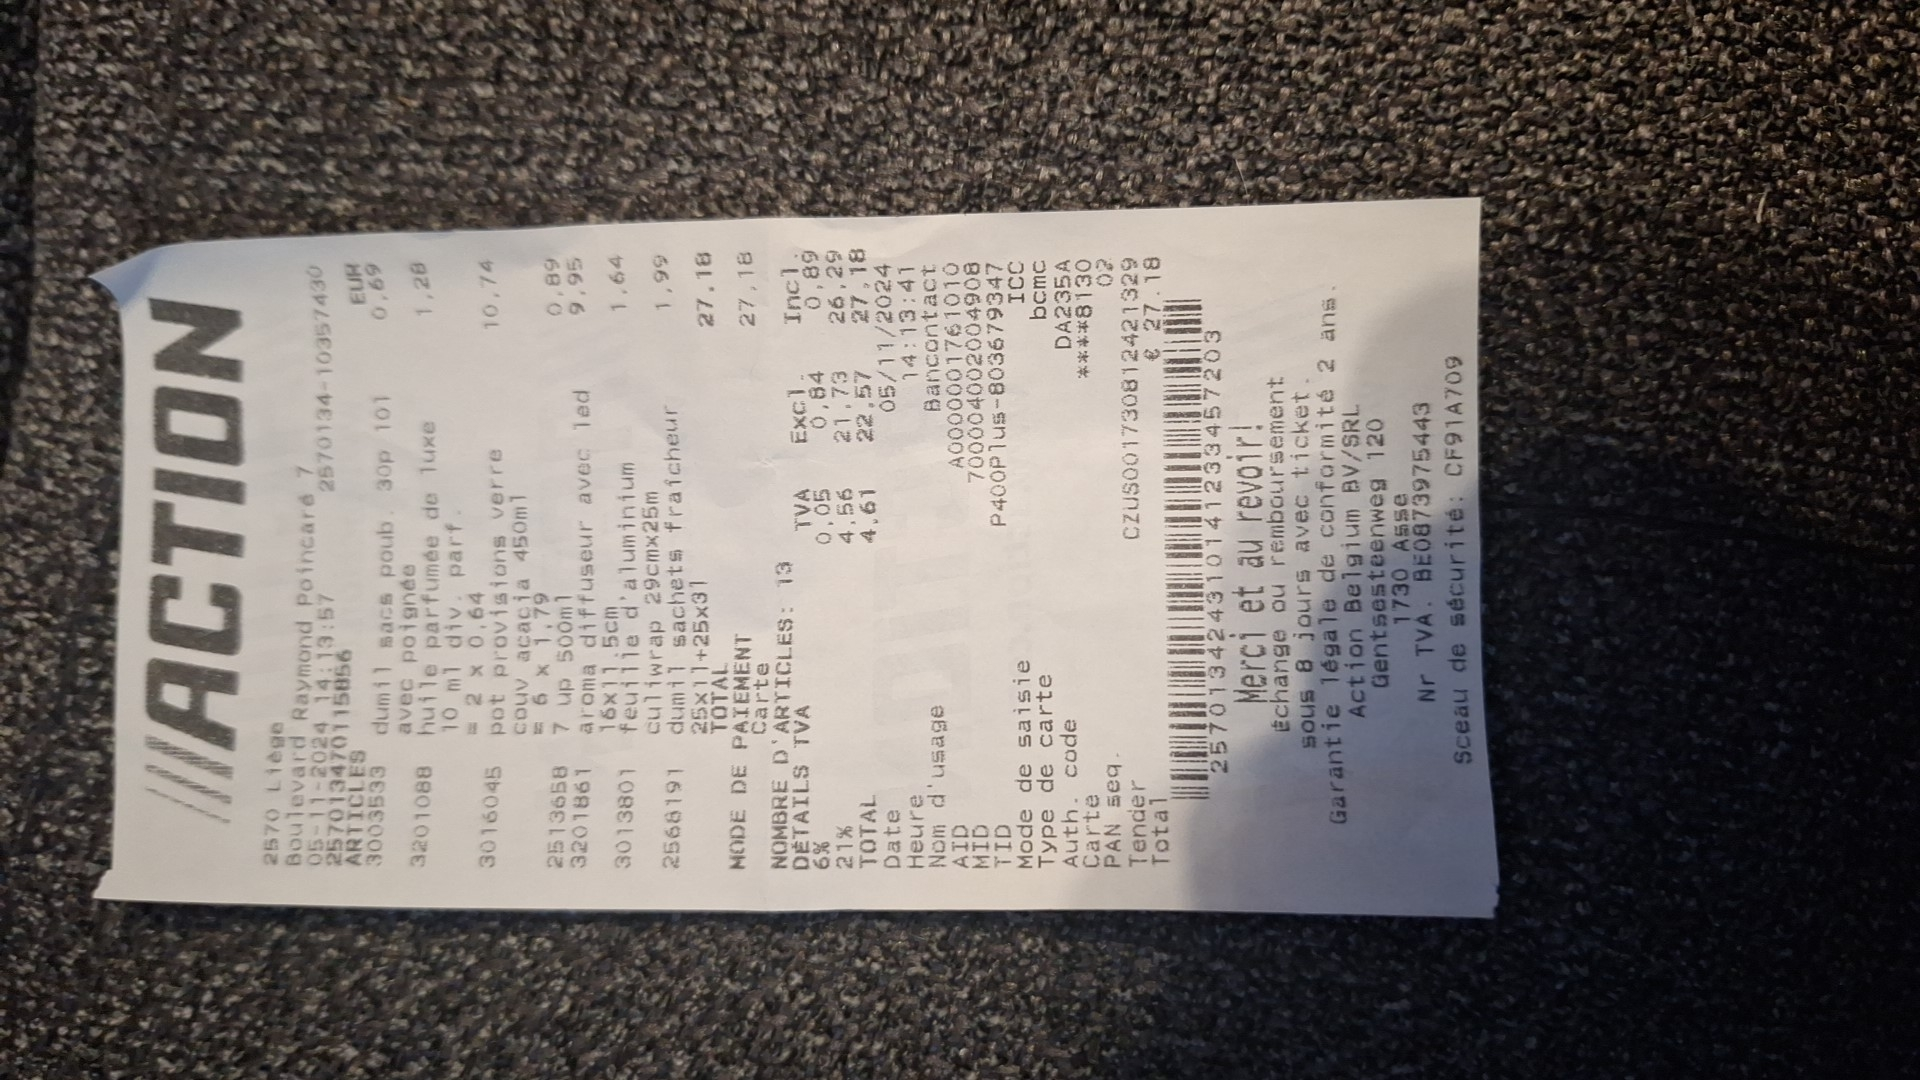 ///ACTION
2570 Liège
Boulevard Raymond Poincaré 7
05-11-2024 14:13:57 2570134-10357430
2570134701115856
ARTICLES EUR
3003533 dumil sacs poub. 30p 10l 0,69
avec poignée
3201088 huile parfumée de luxe 1,28
10 ml div. parf.
= 2 x 0,64
3016045 pot provisions verre 10,74
couv acacia 450ml
= 6 x 1,79
2513658 7 up 500ml 0,89
3201861 aroma diffuseur avec led 9,95
16x11.5cm
3013801 feuille d'aluminium 1,64
culiwrap 29cmx25m
2568191 dumil sachets fraîcheur 1,99
25x1l+25x3l
TOTAL 27,18
MODE DE PAIEMENT
Carte 27,18
NOMBRE D'ARTICLES: 13
DÉTAILS TVA TVA Excl. Incl.
6% 0,05 0,84 0,89
21% 4,56 21,73 26,29
TOTAL 4,61 22,57 27,18
Date 05/11/2024
Heure 14:13:41
Nom d'usage Bancontact
AID A0000001761010
MID 700004002004908
TID P400Plus-803679347
Mode de saisie ICC
Type de carte bcmc
Auth. code DA235A
Carte ****8130
PAN seq. 02
Tender CZUS001730812421329
Total € 27.18
2570134243101412334457203
Merci et au revoir!
Échange ou remboursement
sous 8 jours avec ticket.
Garantie légale de conformité 2 ans.
Action Belgium BV/SRL
Gentsesteenweg 120
1730 Asse
Nr TVA. BE0873975443
Sceau de sécurité: CF91A709